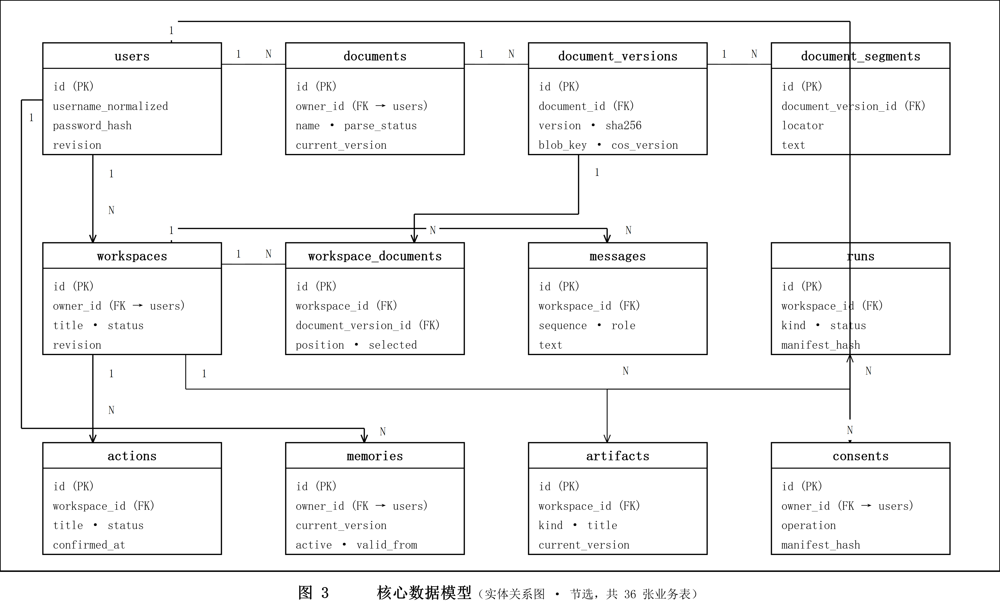 1
users
1 N
documents
1 N
document_versions
1 N
document_segments
id (PK)
username_normalized
password_hash
revision
id (PK)
owner_id (FK → users)
name · parse_status
current_version
id (PK)
document_id (FK)
version · sha256
blob_key · cos_version
id (PK)
document_version_id (FK)
locator
text
1
1
N
1
1
N
N
workspaces
1 N
workspace_documents
messages
runs
id (PK)
owner_id (FK → users)
title · status
revision
id (PK)
workspace_id (FK)
document_version_id (FK)
position · selected
id (PK)
workspace_id (FK)
sequence · role
text
id (PK)
workspace_id (FK)
kind · status
manifest_hash
1
N
1
N
N
N
N
actions
memories
artifacts
consents
id (PK)
workspace_id (FK)
title · status
confirmed_at
id (PK)
owner_id (FK → users)
current_version
active · valid_from
id (PK)
workspace_id (FK)
kind · title
current_version
id (PK)
owner_id (FK → users)
operation
manifest_hash
图 3 核心数据模型（实体关系图 · 节选，共 36 张业务表）